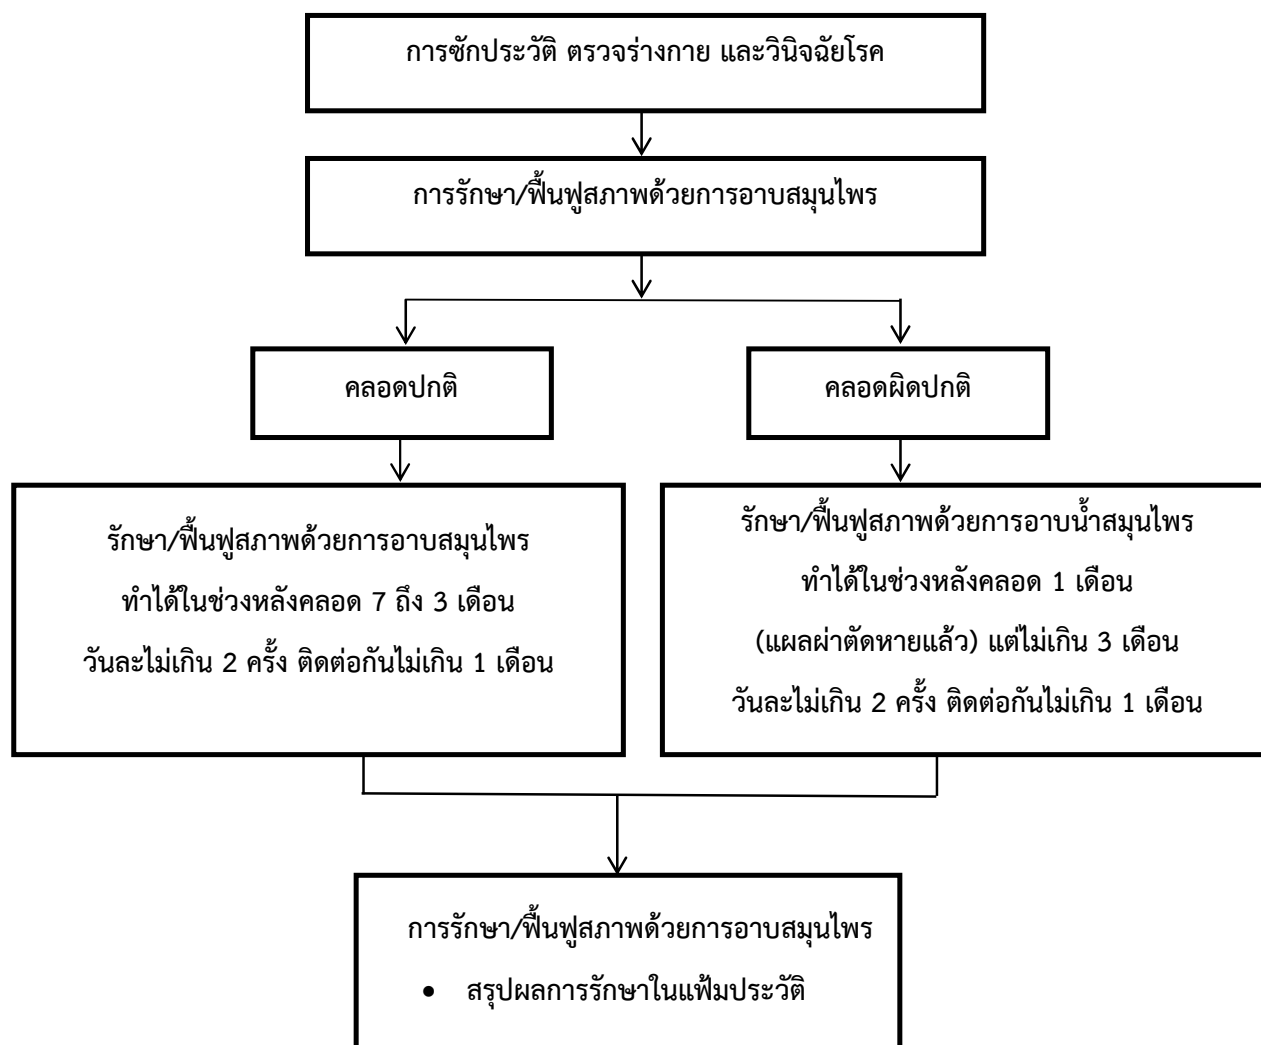 การซักประวัติ ตรวจร่างกาย และวินิจฉัยโรค
การรักษา/ฟื้นฟูสภาพด้วยการอาบสมุนไพร
คลอดปกติ
คลอดผิดปกติ
รักษา/ฟื้นฟูสภาพด้วยการอาบสมุนไพร
ทำได้ในช่วงหลังคลอด 7 ถึง 3 เดือน
วันละไม่เกิน 2 ครั้ง ติดต่อกันไม่เกิน 1 เดือน
รักษา/ฟื้นฟูสภาพด้วยการอาบน้ำสมุนไพร
ทำได้ในช่วงหลังคลอด 1 เดือน
(แผลผ่าตัดหายแล้ว) แต่ไม่เกิน 3 เดือน
วันละไม่เกิน 2 ครั้ง ติดต่อกันไม่เกิน 1 เดือน
การรักษา/ฟื้นฟูสภาพด้วยการอาบสมุนไพร
• สรุปผลการรักษาในแฟ้มประวัติ